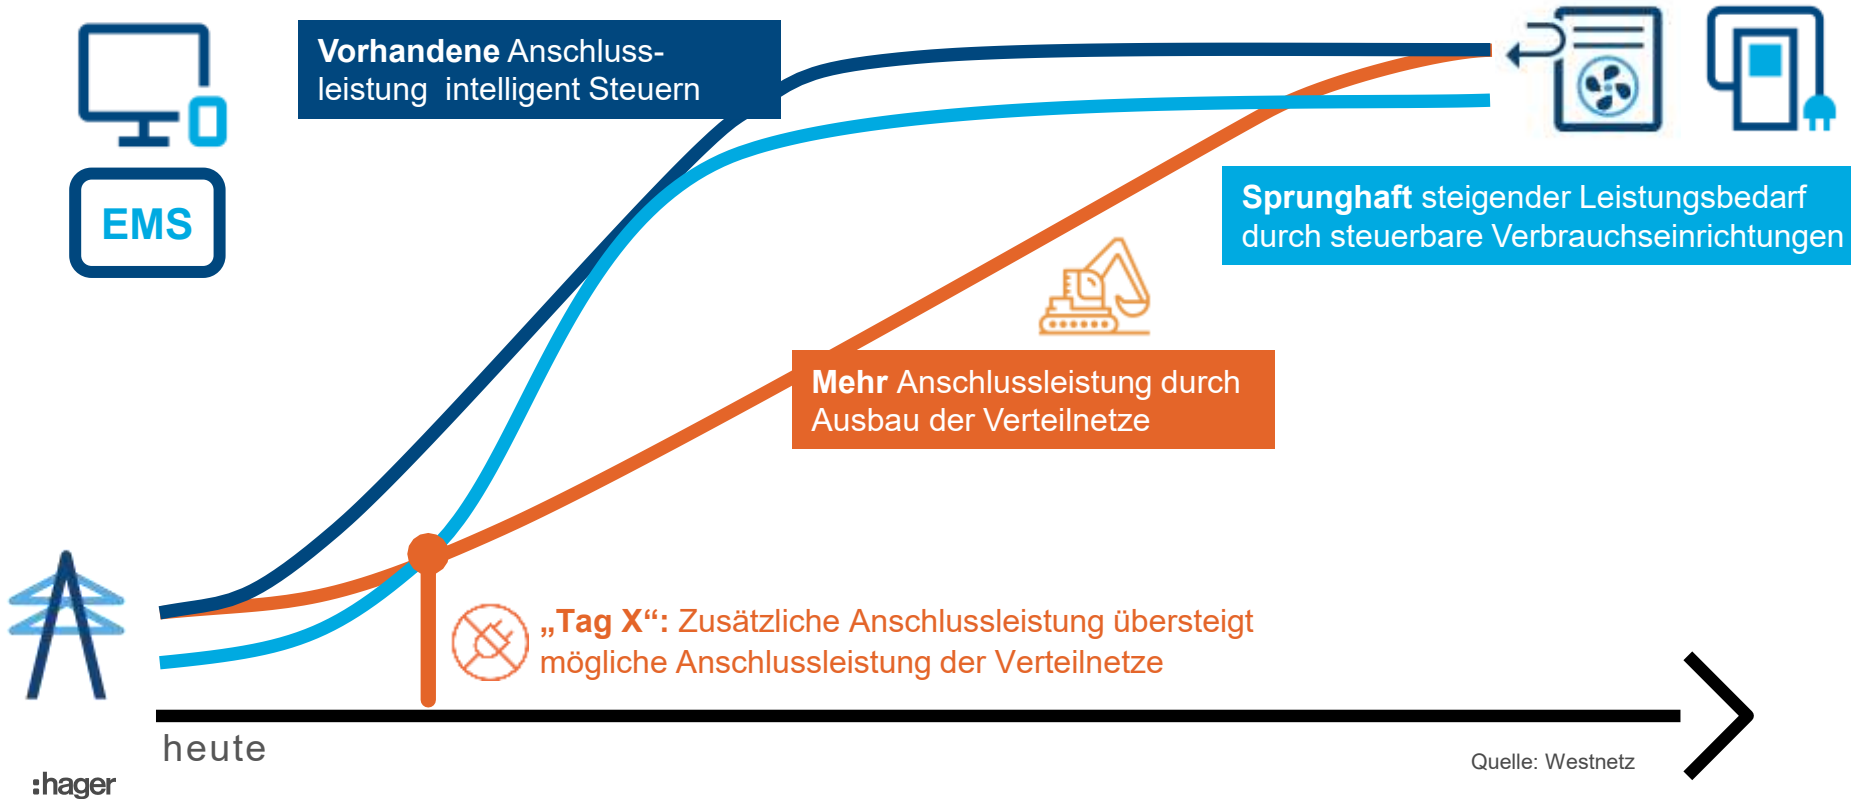 Vorhandene Anschluss-
leistung intelligent Steuern
EMS
Sprunghaft steigender Leistungsbedarf
durch steuerbare Verbrauchseinrichtungen
Mehr Anschlussleistung durch
Ausbau der Verteilnetze
„Tag X“: Zusätzliche Anschlussleistung übersteigt
mögliche Anschlussleistung der Verteilnetze
heute
Quelle: Westnetz
:hager